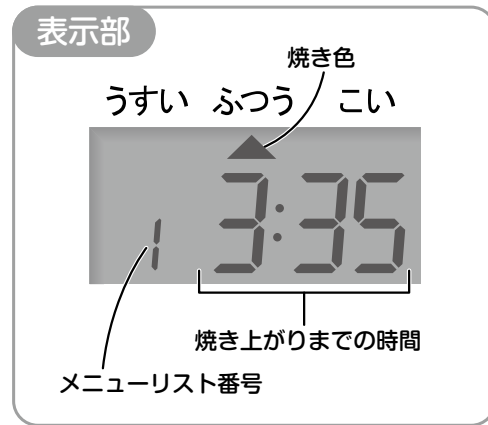 表示部
焼き色
うすい ふつう こい
1 3:35
焼き上がりまでの時間
メニューリスト番号